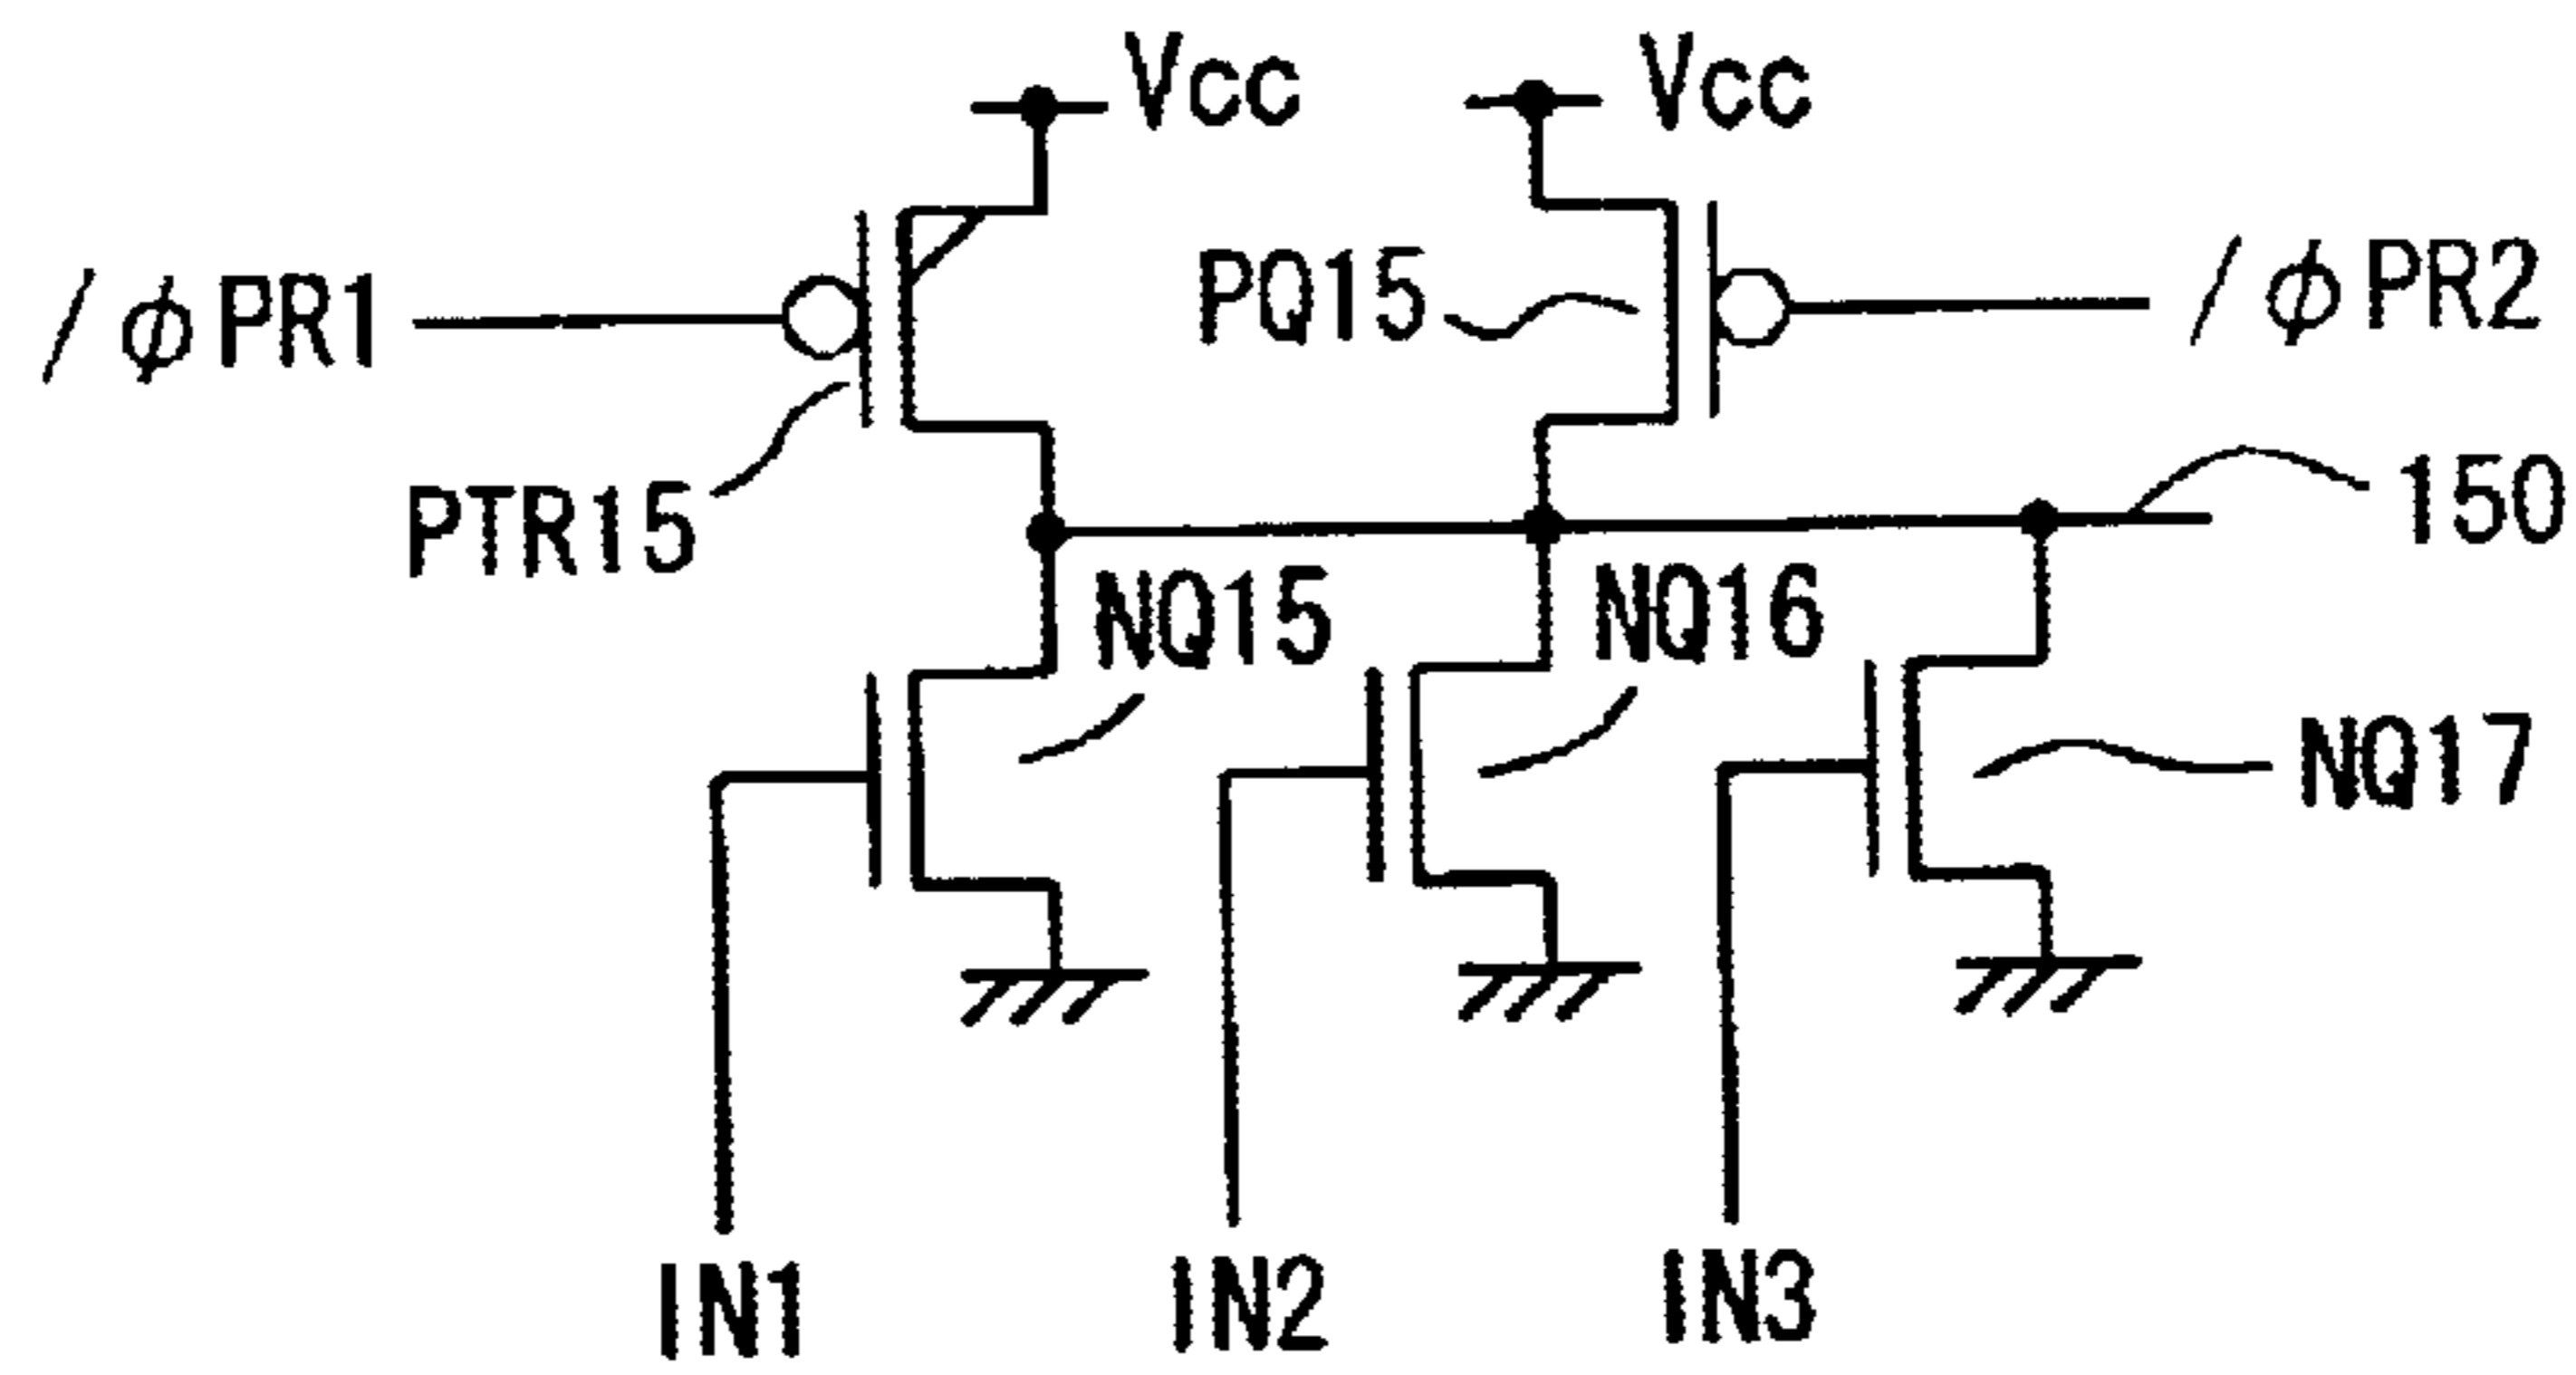 Vcc Vcc
/φPR1 PQ15 /φPR2
PTR15 150
NQ15 NQ16
NQ17
IN1 IN2 IN3